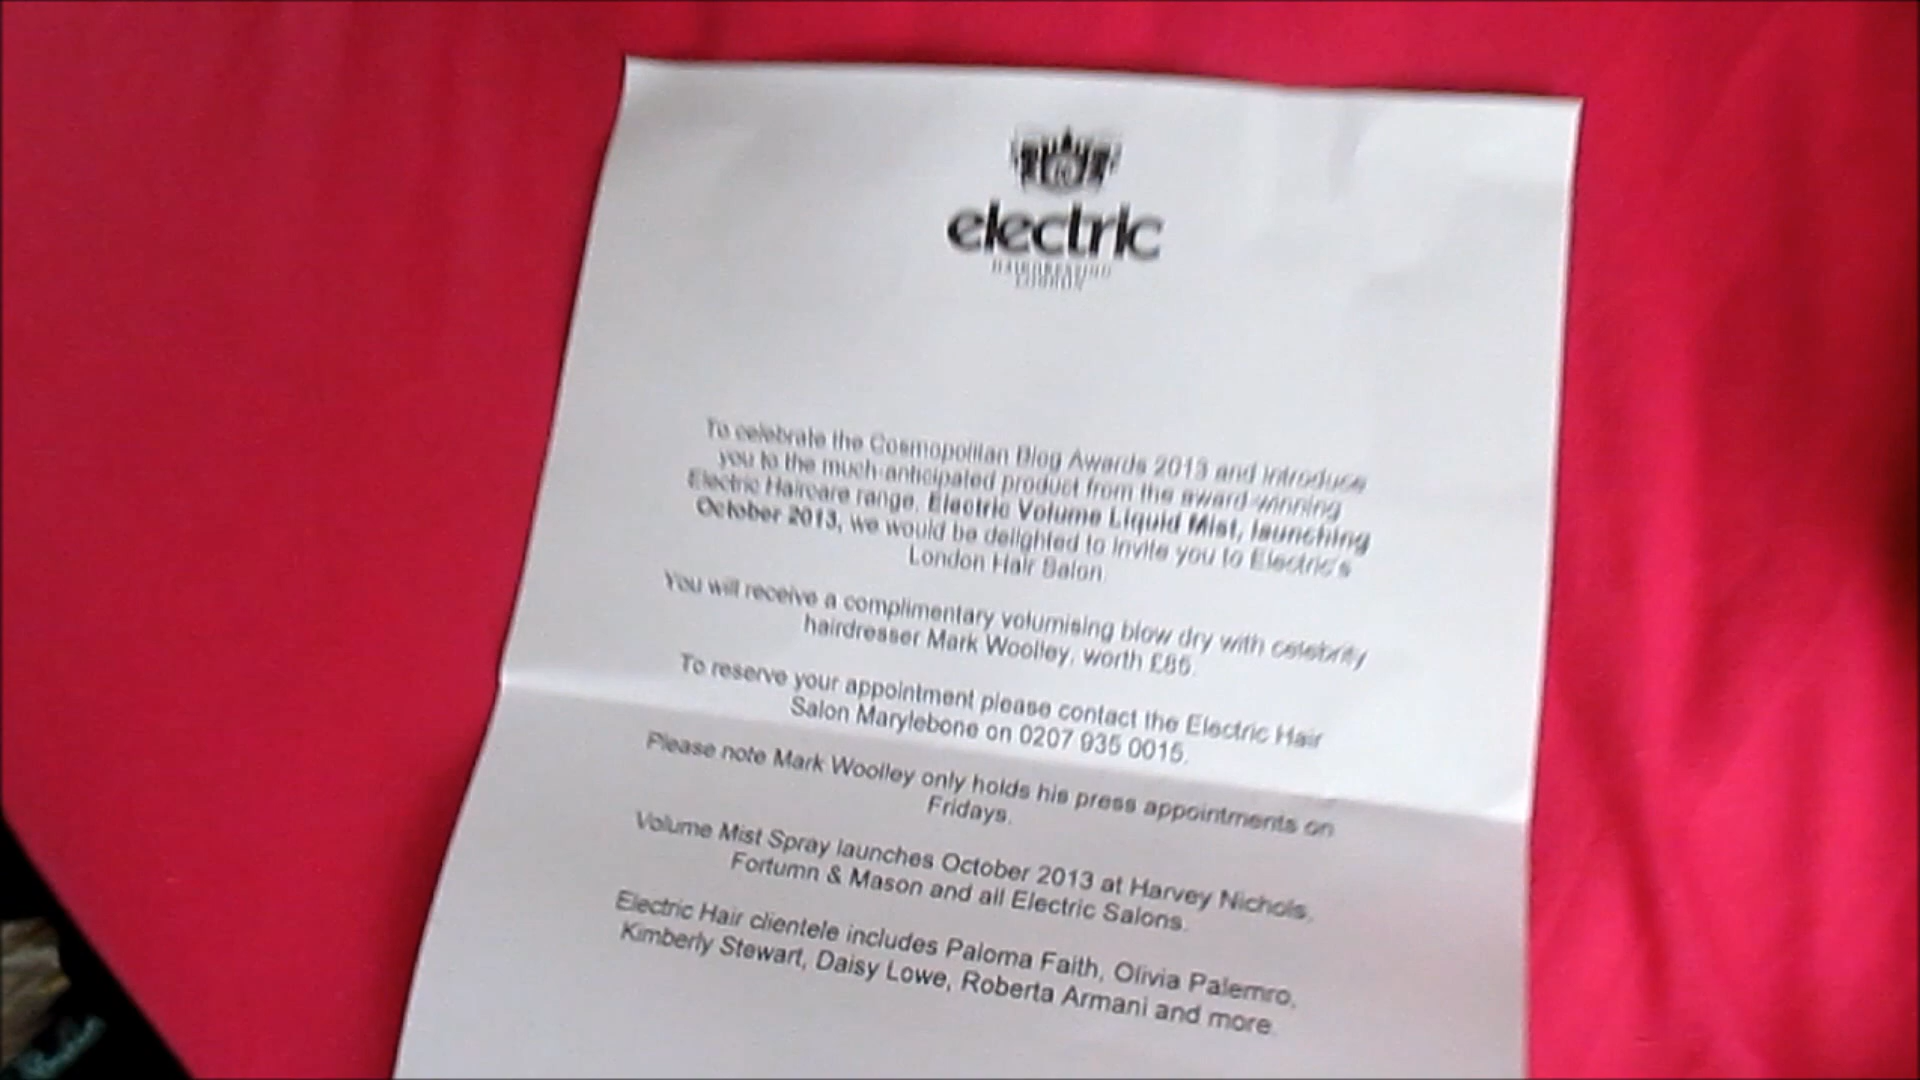 electric
HAIRDRESSING
LONDON
To celebrate the Cosmopolitan Blog Awards 2013 and introduce
you to the much-anticipated product from the award-winning
Electric Haircare range, Electric Volume Liquid Mist, launching
October 2013, we would be delighted to invite you to Electric's
London Hair Salon.
You will receive a complimentary volumising blow dry with celebrity
hairdresser Mark Woolley, worth
To reserve your appointment please contact the Electric Hair
Salon Marylebone on 0207 935 0015.
Please note Mark Woolley only holds his press appointments on
Fridays.
Volume Mist Spray launches October 2013 at Harvey Nichols,
Fortumn & Mason and all Electric Salons.
Electric Hair clientele includes Paloma Faith, Olivia Palemro,
Kimberly Stewart, Daisy Lowe, Roberta Armani and more